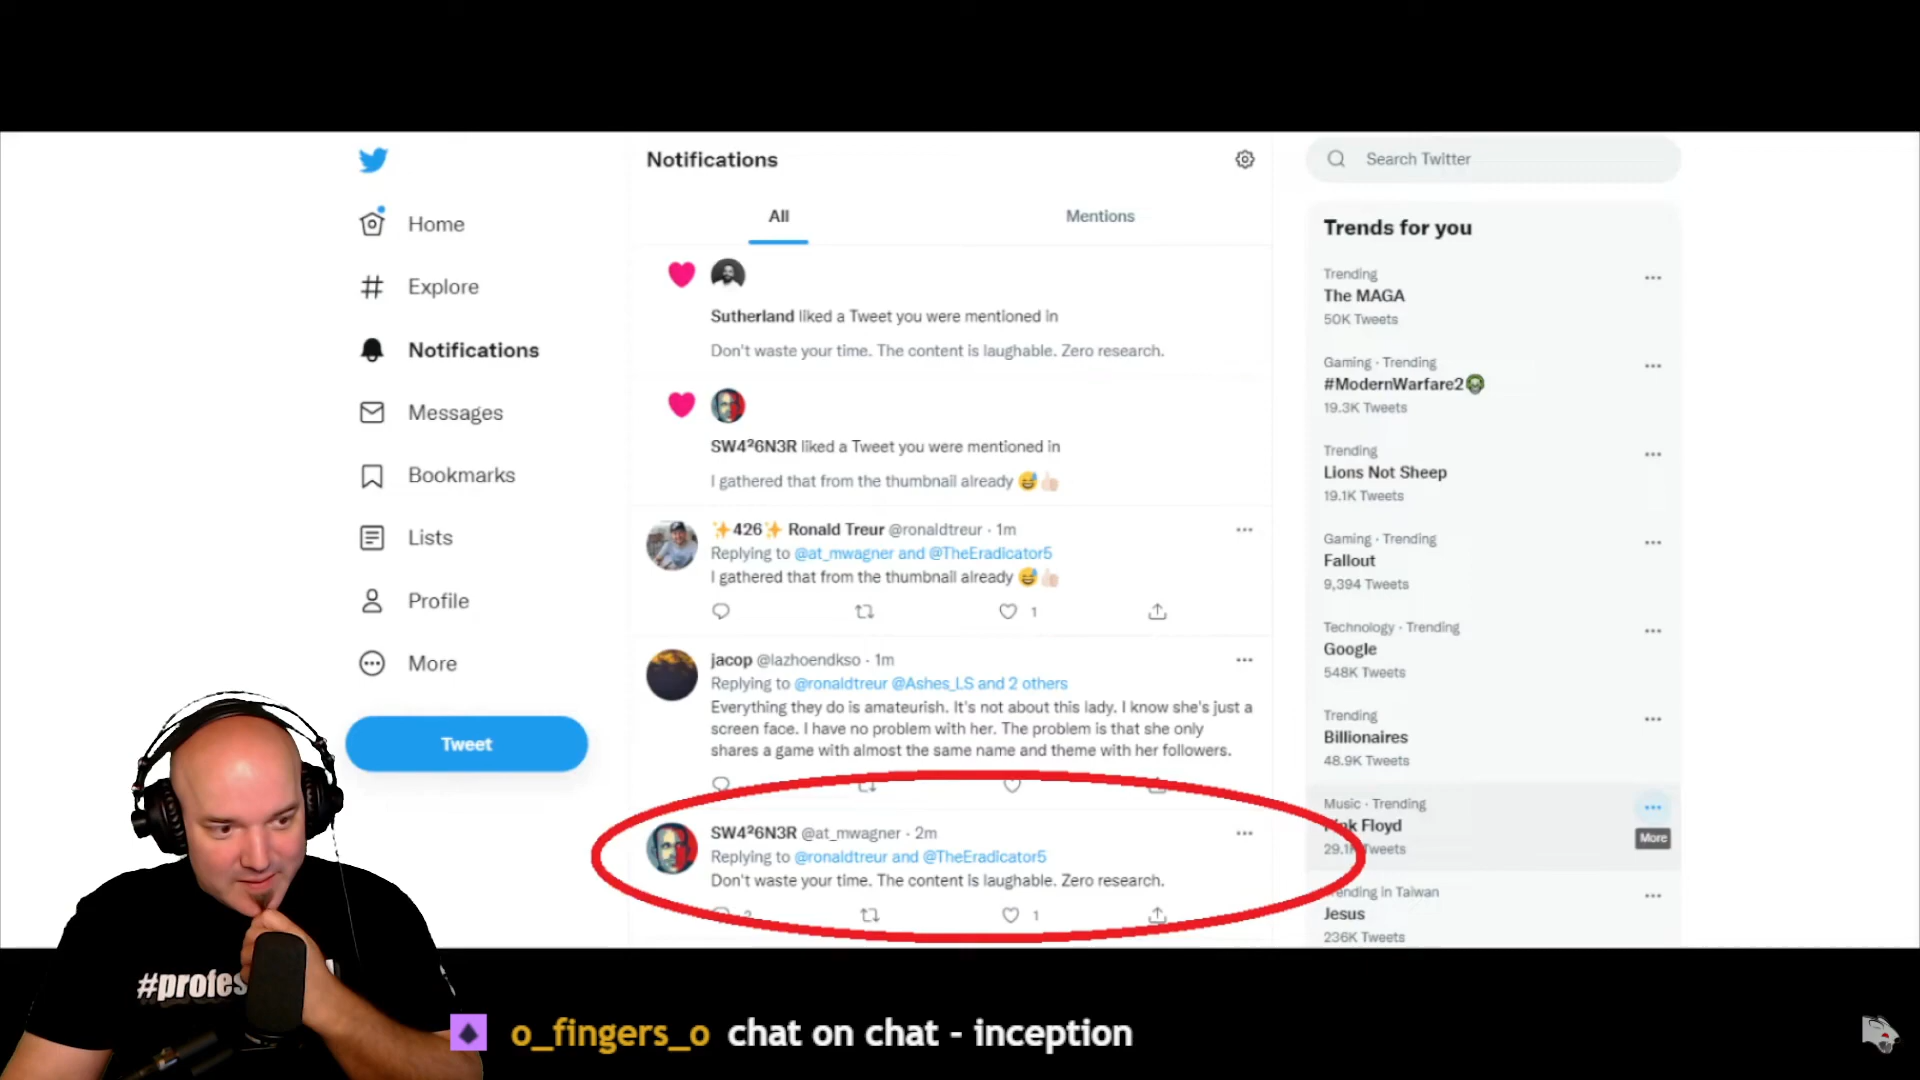 Home
Explore
Notifications
Messages
Bookmarks
Lists
Profile
More
Tweet
Notifications
All
Mentions
Sutherland liked a Tweet you were mentioned in
Don't waste your time. The content is laughable. Zero research.
SW4²6N3R liked a Tweet you were mentioned in
I gathered that from the thumbnail already 😅👍🏻
✨426✨ Ronald Treur @ronaldtreur · 1m
Replying to @at_mwagner and @TheEradicator5
I gathered that from the thumbnail already 😅👍🏻
1
jacop @lazhoendkso · 1m
Replying to @ronaldtreur @Ashes_LS and 2 others
Everything they do is amateurish. It's not about this lady. I know she's just a
screen face. I have no problem with her. The problem is that she only
shares a game with almost the same name and theme with her followers.
SW4²6N3R @at_mwagner · 2m
Replying to @ronaldtreur and @TheEradicator5
Don't waste your time. The content is laughable. Zero research.
2 1
Search Twitter
Trends for you
Trending
The MAGA
50K Tweets
Gaming · Trending
#ModernWarfare2
19.3K Tweets
Trending
Lions Not Sheep
19.1K Tweets
Gaming · Trending
Fallout
9,394 Tweets
Technology · Trending
Google
548K Tweets
Trending
Billionaires
48.9K Tweets
Music · Trending
Pink Floyd
More
29.1K Tweets
Trending in Taiwan
Jesus
236K Tweets
#profes
o_fingers_o chat on chat - inception